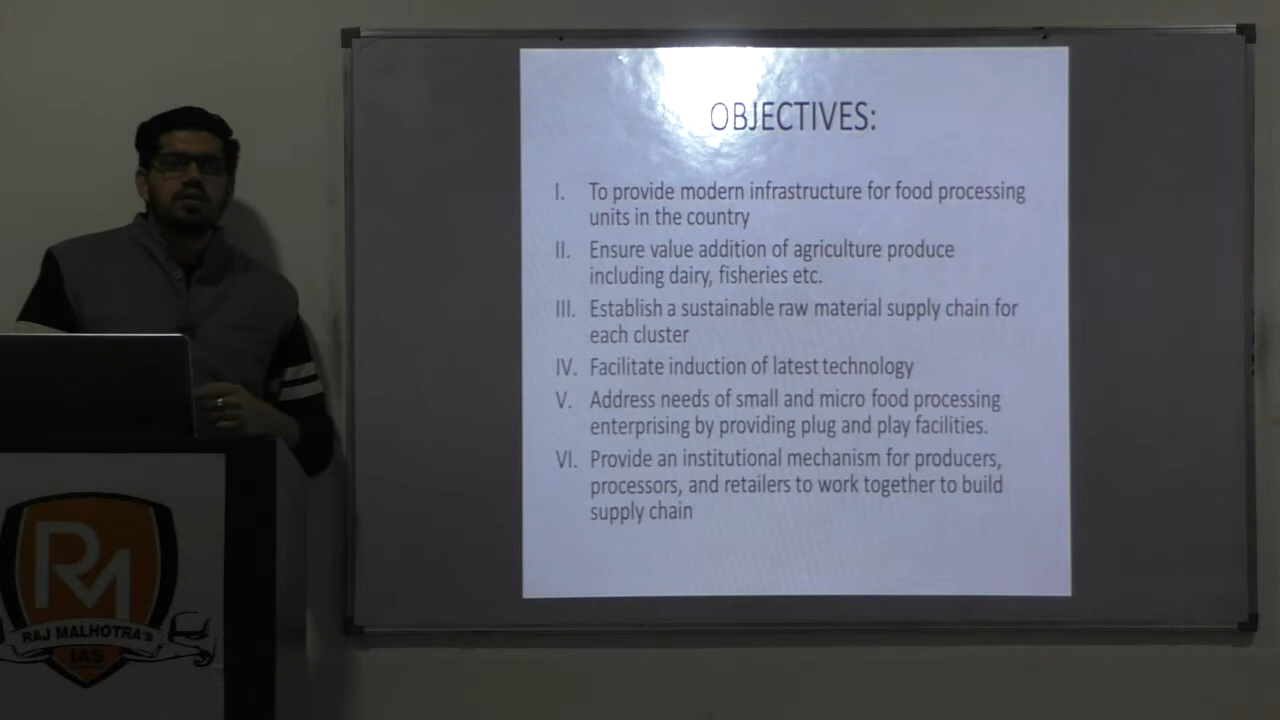 OBJECTIVES:
I. To provide modern infrastructure for food processing
units in the country
II. Ensure value addition of agriculture produce
including dairy, fisheries etc.
III. Establish a sustainable raw material supply chain for
each cluster
IV. Facilitate induction of latest technology
V. Address needs of small and micro food processing
enterprising by providing plug and play facilities.
VI. Provide an institutional mechanism for producers,
processors, and retailers to work together to build
supply chain
RM
RAJ MALHOTRA'S
IAS